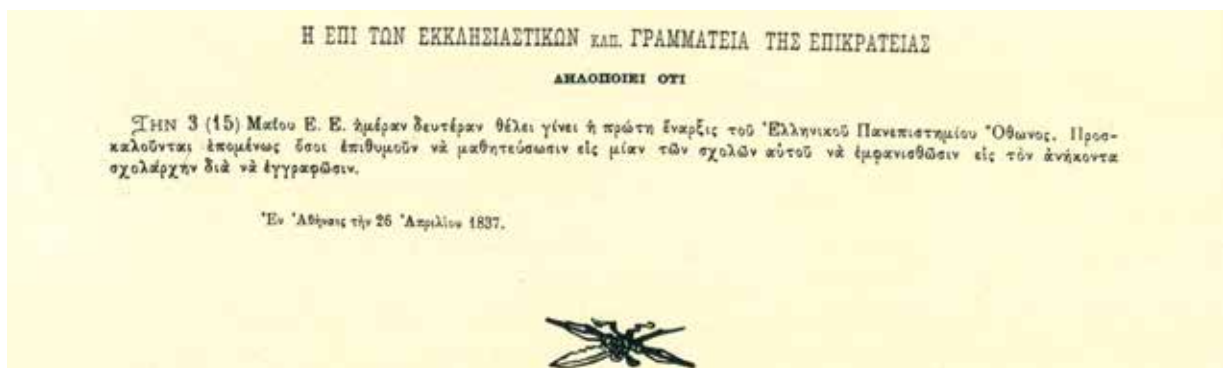 Η ΕΠΙ ΤΩΝ ΕΚΚΛΗΣΙΑΣΤΙΚΩΝ ΚΛΠ. ΓΡΑΜΜΑΤΕΙΑ ΤΗΣ ΕΠΙΚΡΑΤΕΙΑΣ
ΔΗΛΟΠΟΙΕΙ ΟΤΙ
ΤΗΝ 3 (15) Μαΐου Ε. Ε. ἡμέραν δευτέραν θέλει γίνει ἡ πρώτη ἔναρξις τοῦ Ἑλληνικοῦ Πανεπιστημίου Ὄθωνος. Προσ-
καλοῦνται ἑπομένως ὅσοι ἐπιθυμοῦν νὰ μαθητεύσωσιν εἰς μίαν τῶν σχολῶν αὐτοῦ νὰ ἐμφανισθῶσιν εἰς τὸν ἀνήκοντα
σχολάρχην διὰ νὰ ἐγγραφῶσιν.
Ἐν Ἀθήναις τὴν 26 Ἀπριλίου 1837.